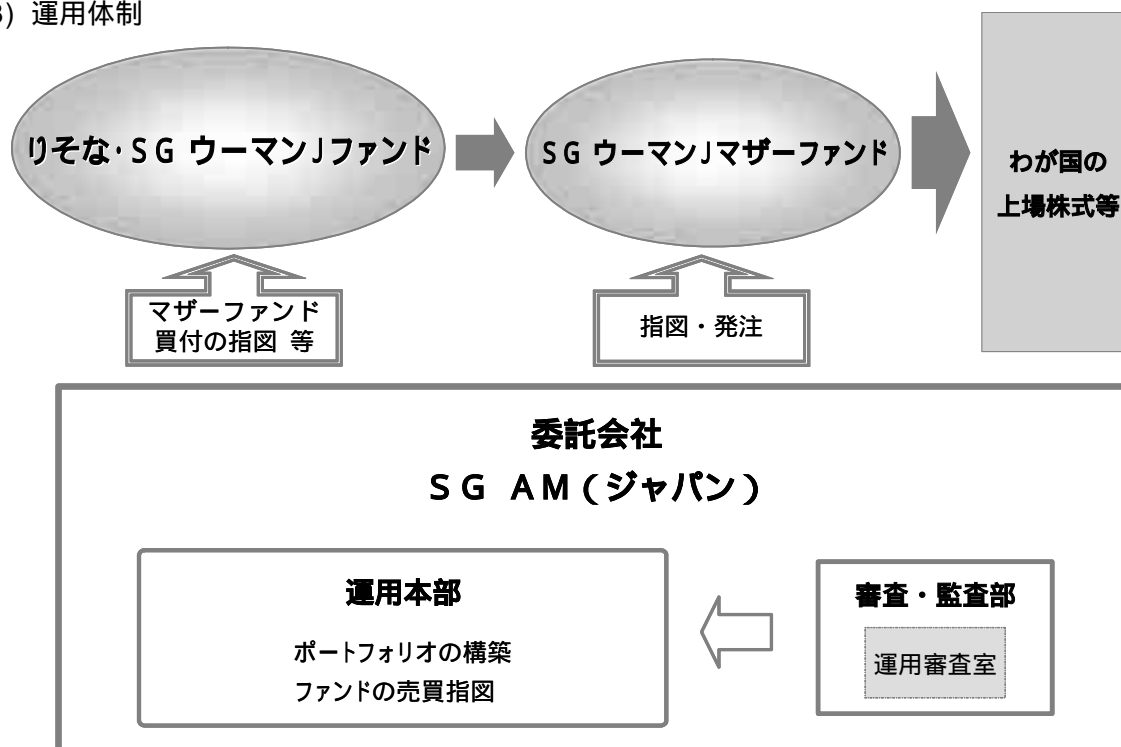 3) 運用体制
りそな・SG ウーマンJファンド
SG ウーマンJマザーファンド
わが国の
上場株式等
マザーファンド
買付の指図 等
指図・発注
委託会社
SG AM(ジャパン)
運用本部
ポートフォリオの構築
ファンドの売買指図
審査・監査部
運用審査室